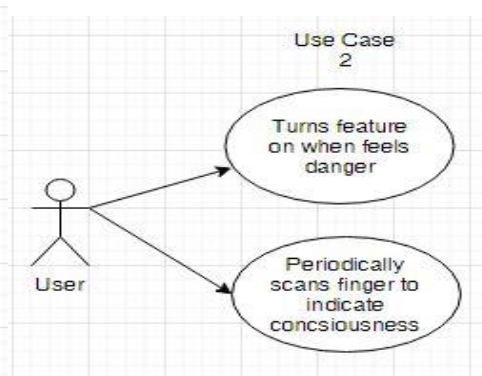 Use Case
2
Turns feature
on when feels
danger
User
Periodically
scans finger to
indicate
concsiousness